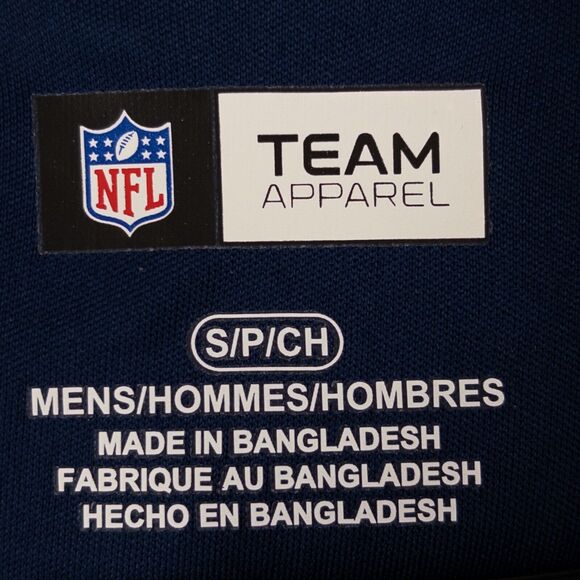 NFL
TEAM
APPAREL
S/P/CH
MENS/HOMMES/HOMBRES
MADE IN BANGLADESH
FABRIQUE AU BANGLADESH
HECHO EN BANGLADESH